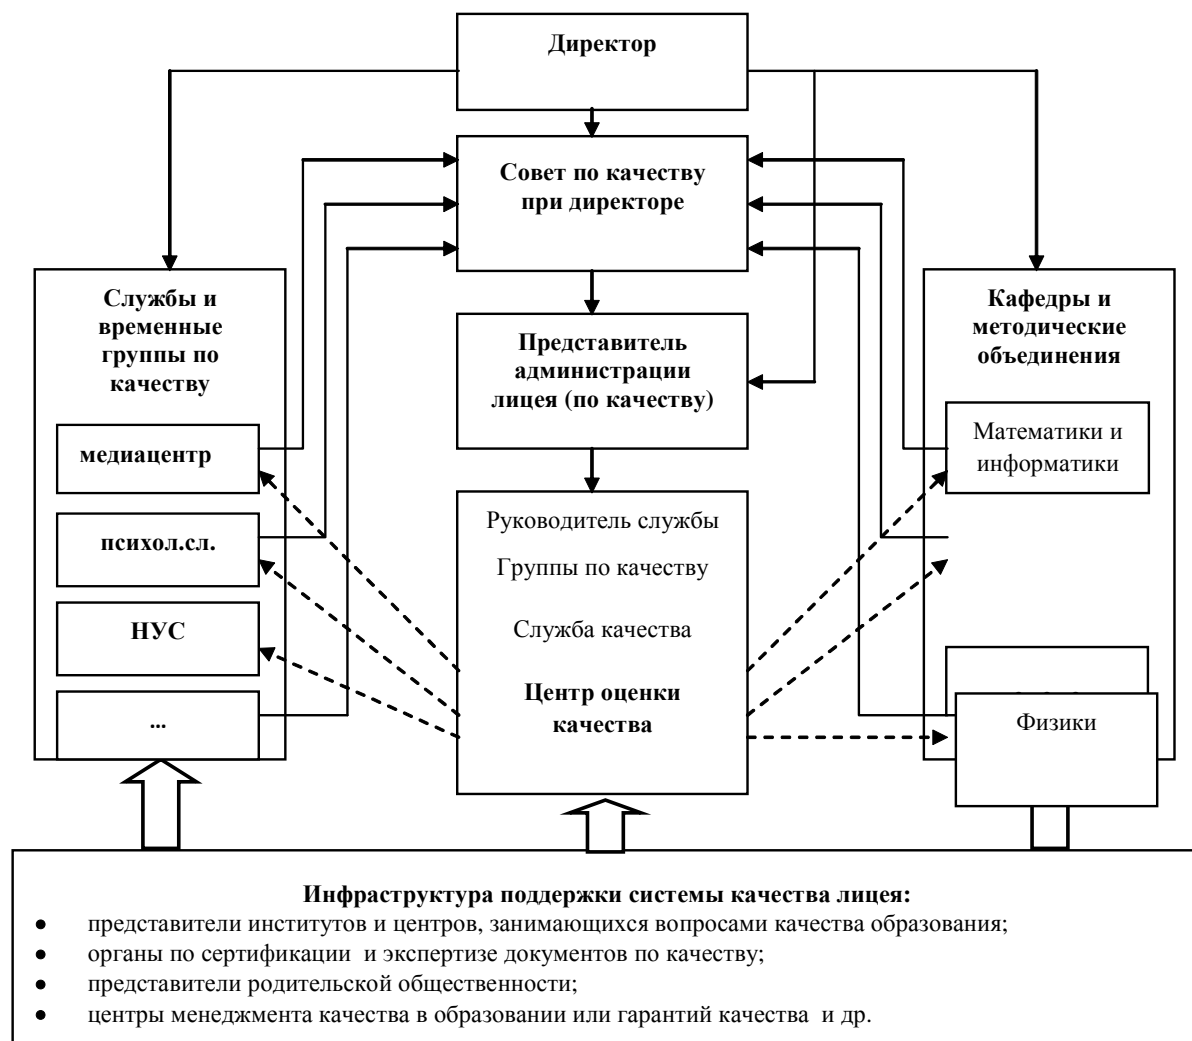 Директор
Совет по качеству
при директоре
Службы и
временные
группы по
качеству
Кафедры и
методические
объединения
Представитель
администрации
лицея (по качеству)
медиацентр
Математики и
информатики
психол.сл.
Руководитель службы
Группы по качеству
НУС
Служба качества
Центр оценки
качества
...
Физики
Инфраструктура поддержки системы качества лицея:
● представители институтов и центров, занимающихся вопросами качества образования;
● органы по сертификации и экспертизе документов по качеству;
● представители родительской общественности;
● центры менеджмента качества в образовании или гарантий качества и др.